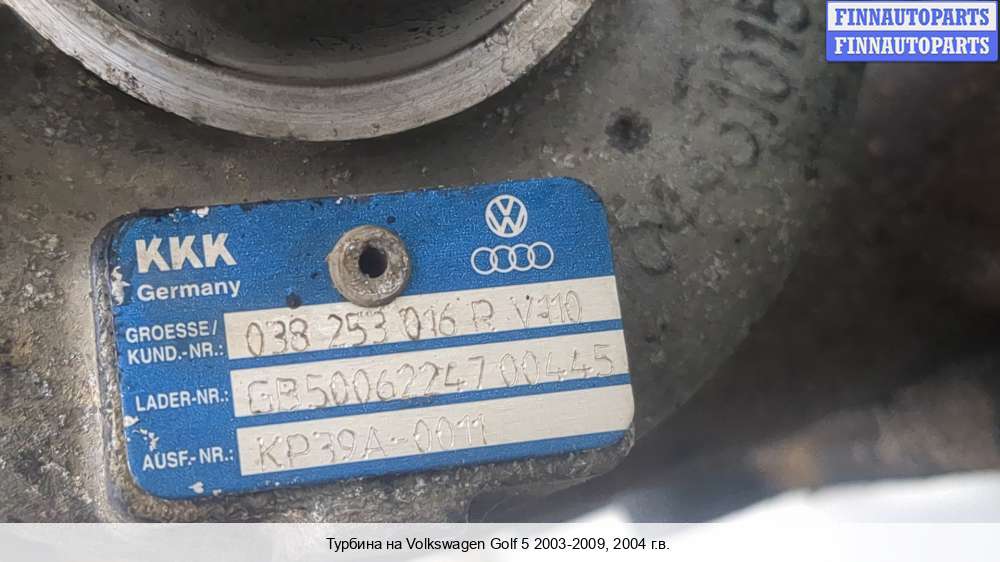 FINNAUTOPARTS
FINNAUTOPARTS
KKK
Germany
GROESSE/
KUND.-NR.: 038 253 016 R V110
LADER-NR.: GB50062247 00445
AUSF.-NR.: KP39A-0011
Турбина на Volkswagen Golf 5 2003-2009, 2004 г.в.